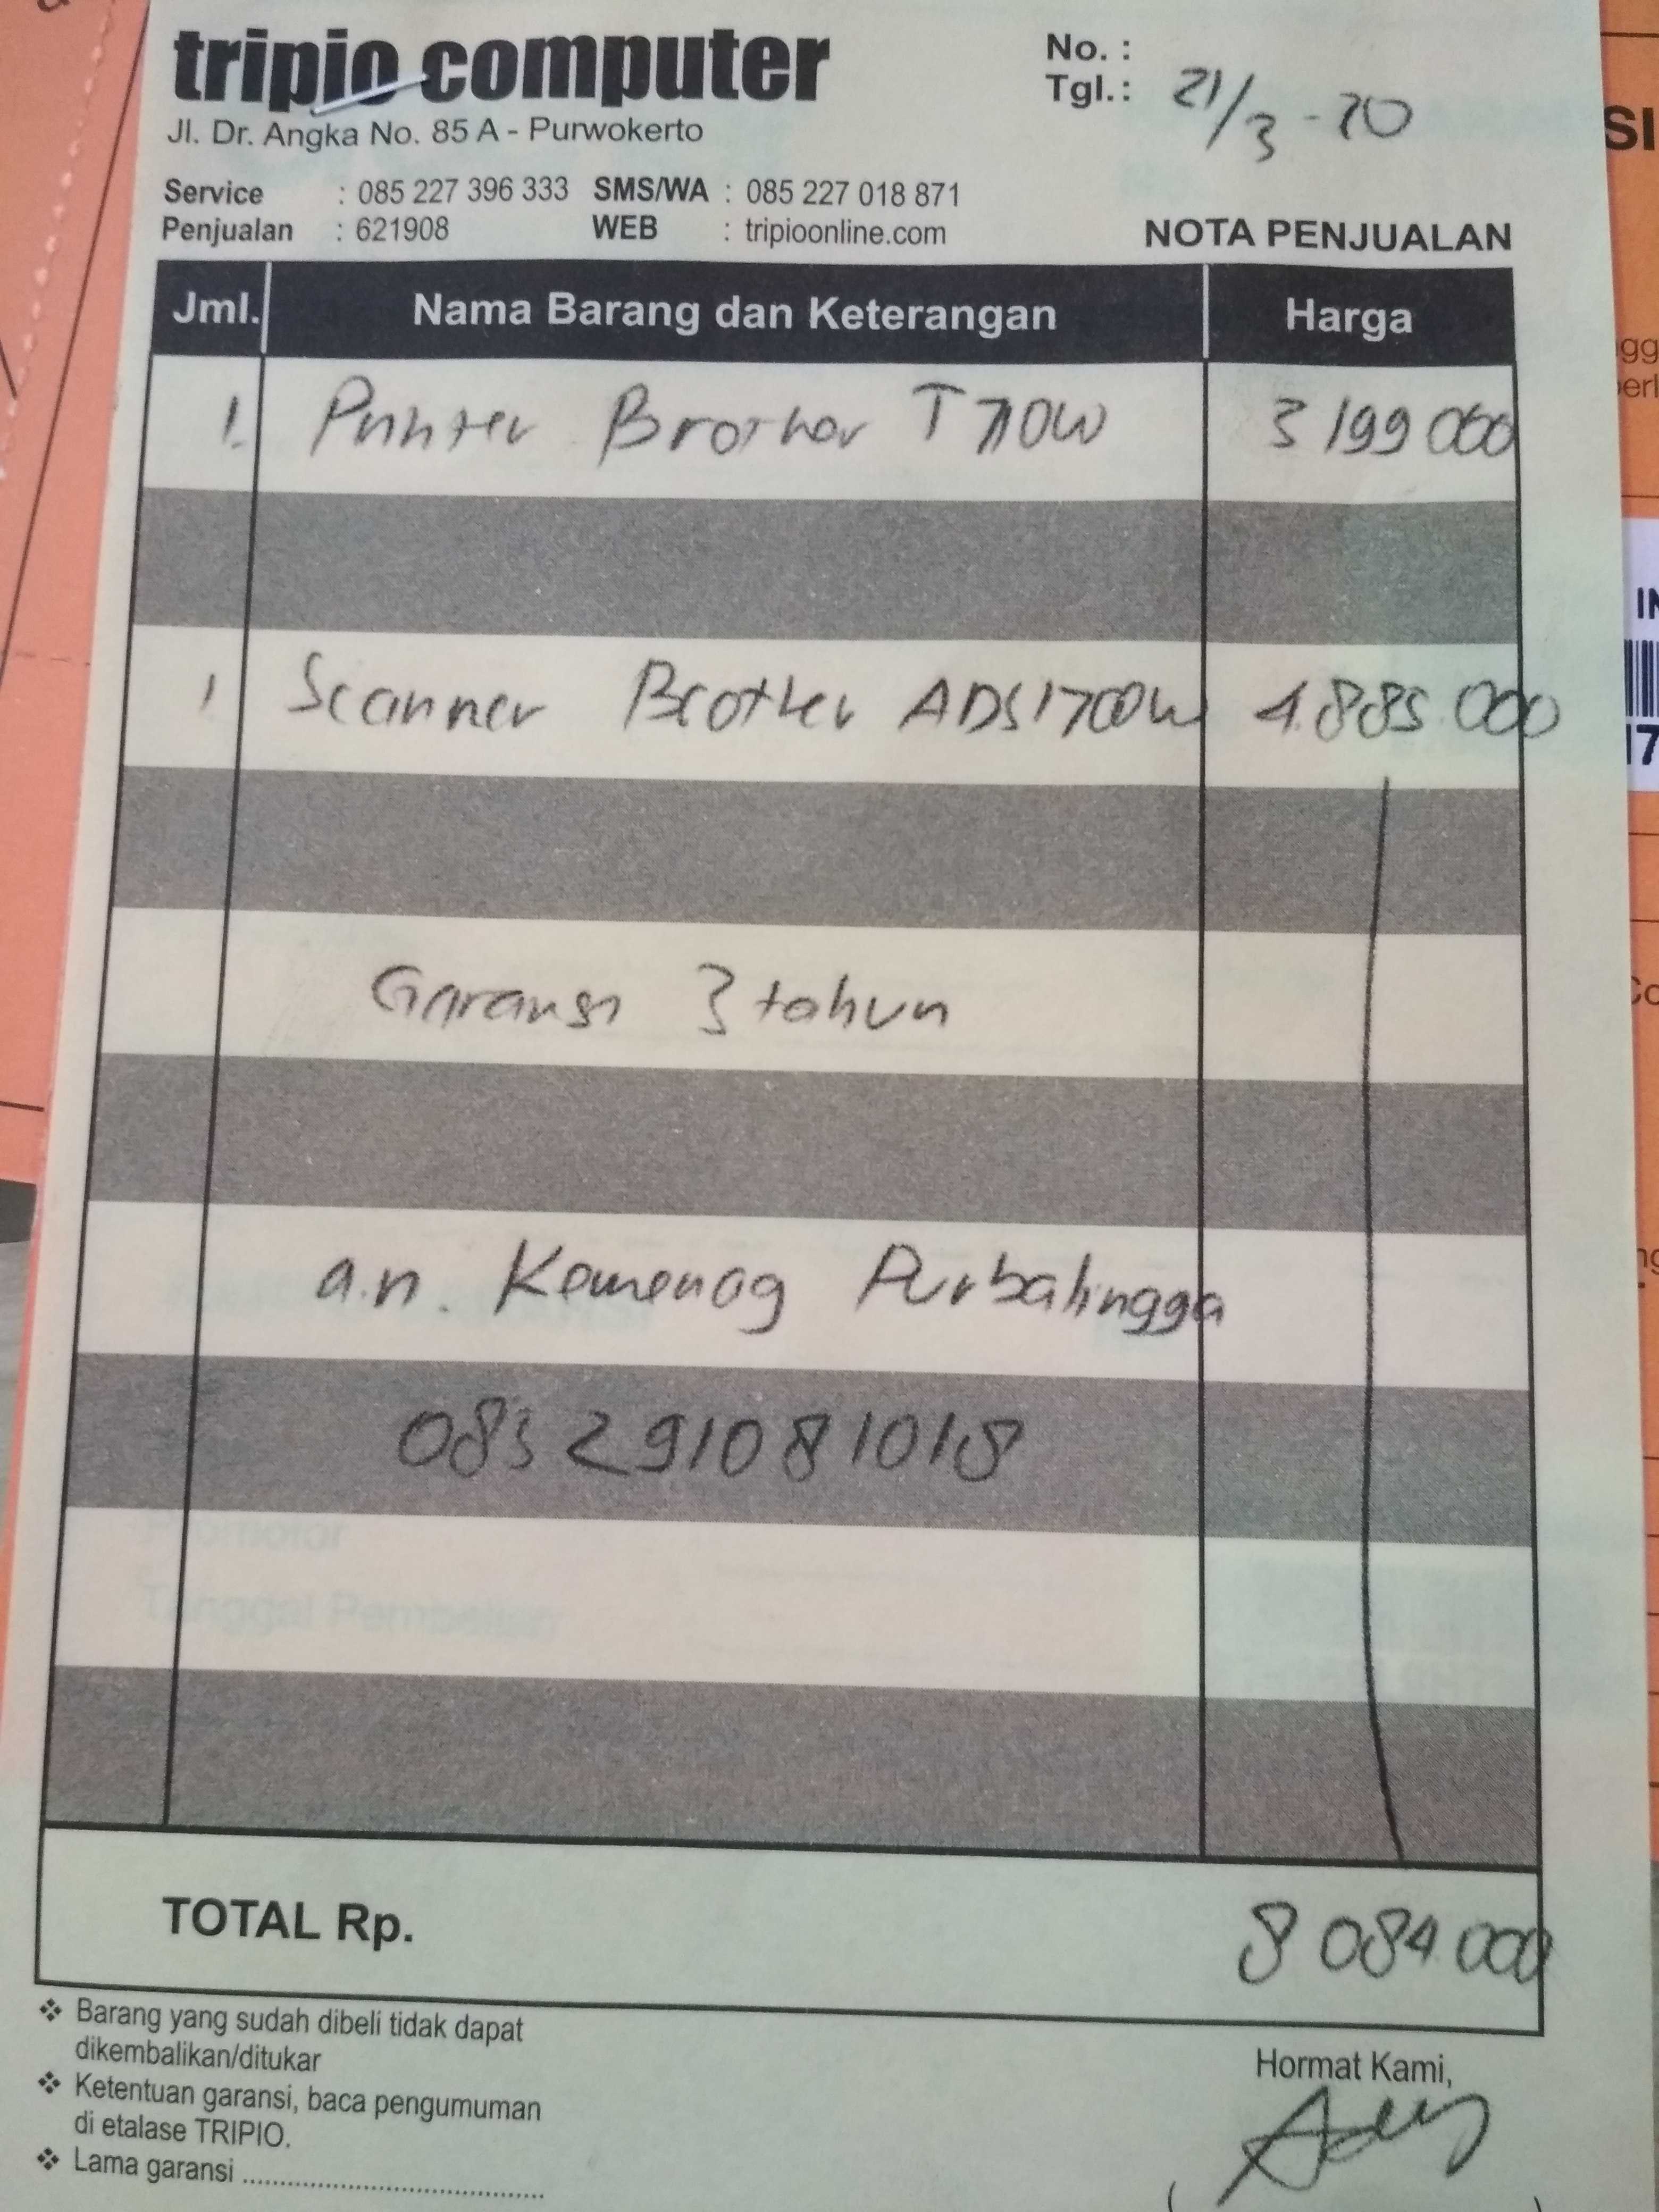 tripio computer
Jl. Dr. Angka No. 85 A - Purwokerto
No. :
Tgl.: 21/3-20
Service : 085 227 396 333 SMS/WA : 085 227 018 871
Penjualan : 621908 WEB : tripioonline.com
NOTA PENJUALAN
Jml. Nama Barang dan Keterangan Harga
1. Printer Brother T710W 3 199 000
1 Scanner Brother ADS1700W 4.885.000
Garansi 3 tahun
a.n. Kemenag Purbalingga
083291081018
TOTAL Rp. 8 084 000
❖ Barang yang sudah dibeli tidak dapat
dikembalikan/ditukar
❖ Ketentuan garansi, baca pengumuman
di etalase TRIPIO.
❖ Lama garansi ........................................
Hormat Kami,